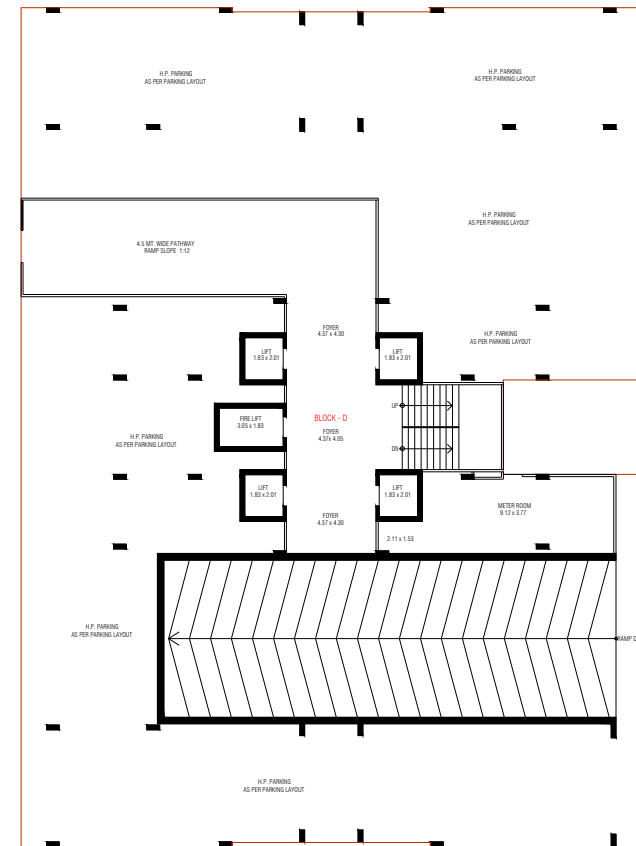 H.P. PARKING
AS PER PARKING LAYOUT
H.P. PARKING
AS PER PARKING LAYOUT
H.P. PARKING
AS PER PARKING LAYOUT
4.5 MT. WIDE PATHWAY
RAMP SLOPE 1:12
FOYER
4.37 x 4.30
H.P. PARKING
AS PER PARKING LAYOUT
LIFT
1.83 x 2.01
LIFT
1.83 x 2.01
UP
FIRE LIFT
3.05 x 1.83
BLOCK - D
FOYER
4.37x 4.05
H.P. PARKING
AS PER PARKING LAYOUT
DN
LIFT
1.83 x 2.01
LIFT
1.83 x 2.01
METER ROOM
9.12 x 3.77
FOYER
4.37 x 4.30
2.11 x 1.53
H.P. PARKING
AS PER PARKING LAYOUT
RAMP D
H.P. PARKING
AS PER PARKING LAYOUT